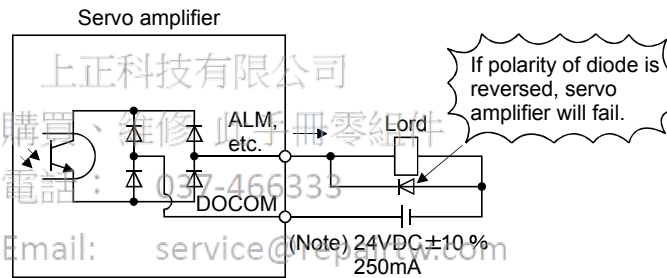 Servo amplifier
上正科技有限公司
If polarity of diode is
reversed, servo
amplifier will fail.
購買、維修 此手冊零組件
ALM,
etc.
Lord
電話: 037-466333
DOCOM
Email: service@repairtw.com
(Note) 24VDC±10 %
250mA